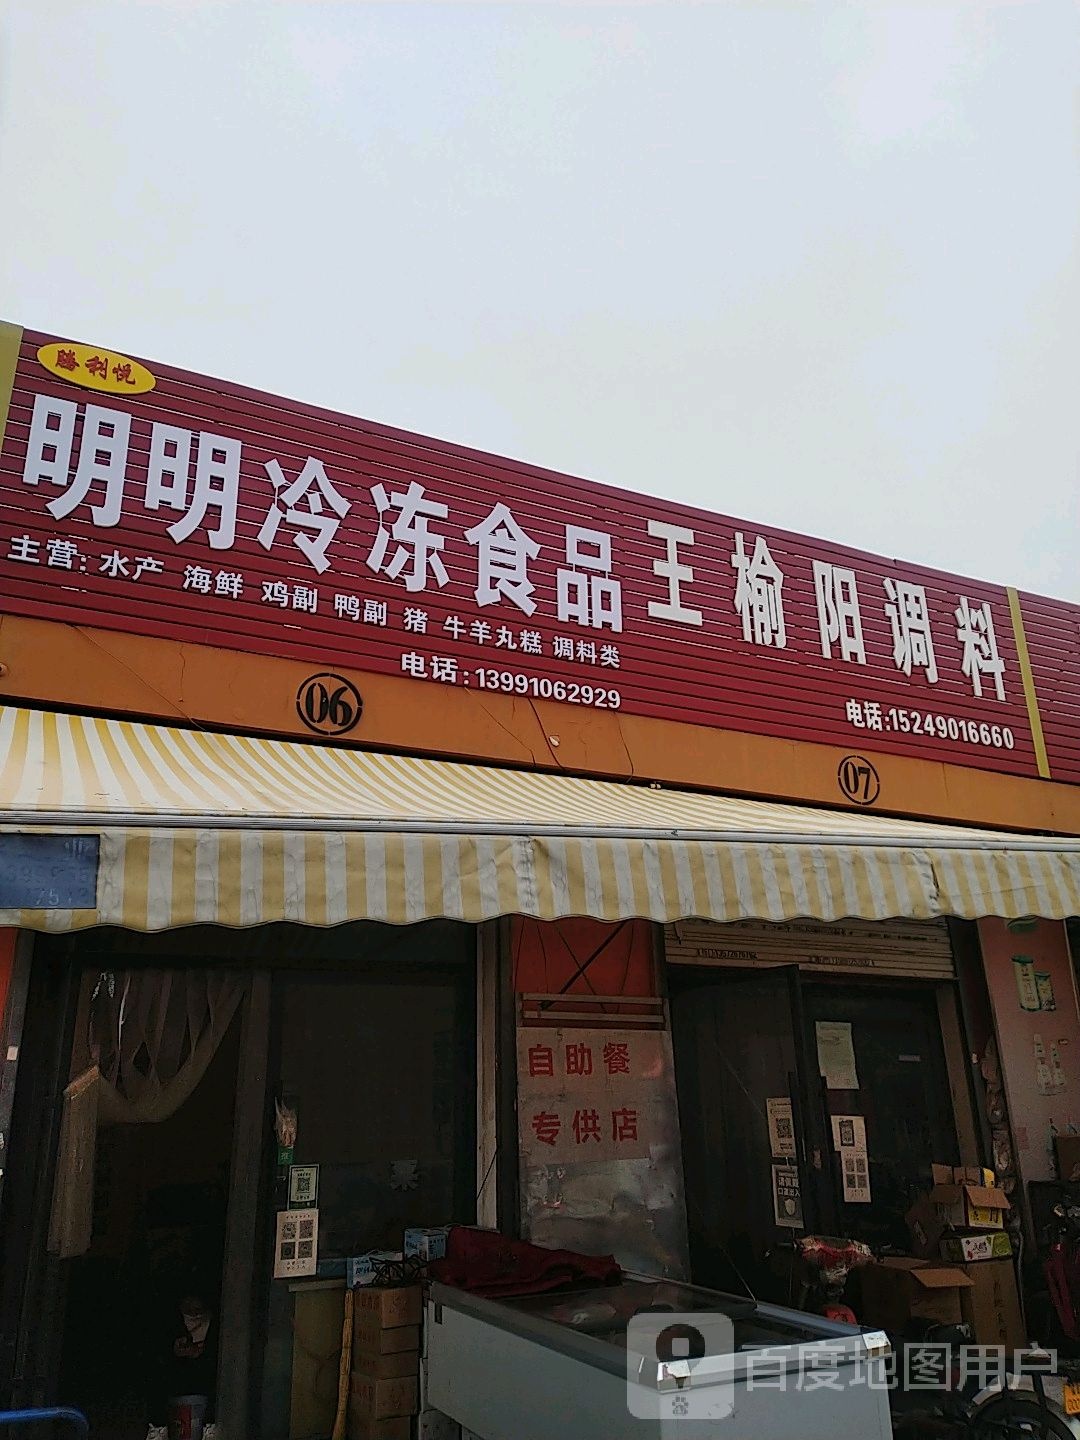 腾利悦
明明冷冻食品
主营: 水产 海鲜 鸡副 鸭副 猪 牛羊丸糕 调料类
电话:13991062929
王榆阳调料
电话:15249016660
06
07
自助餐
专供店
百度地图用户